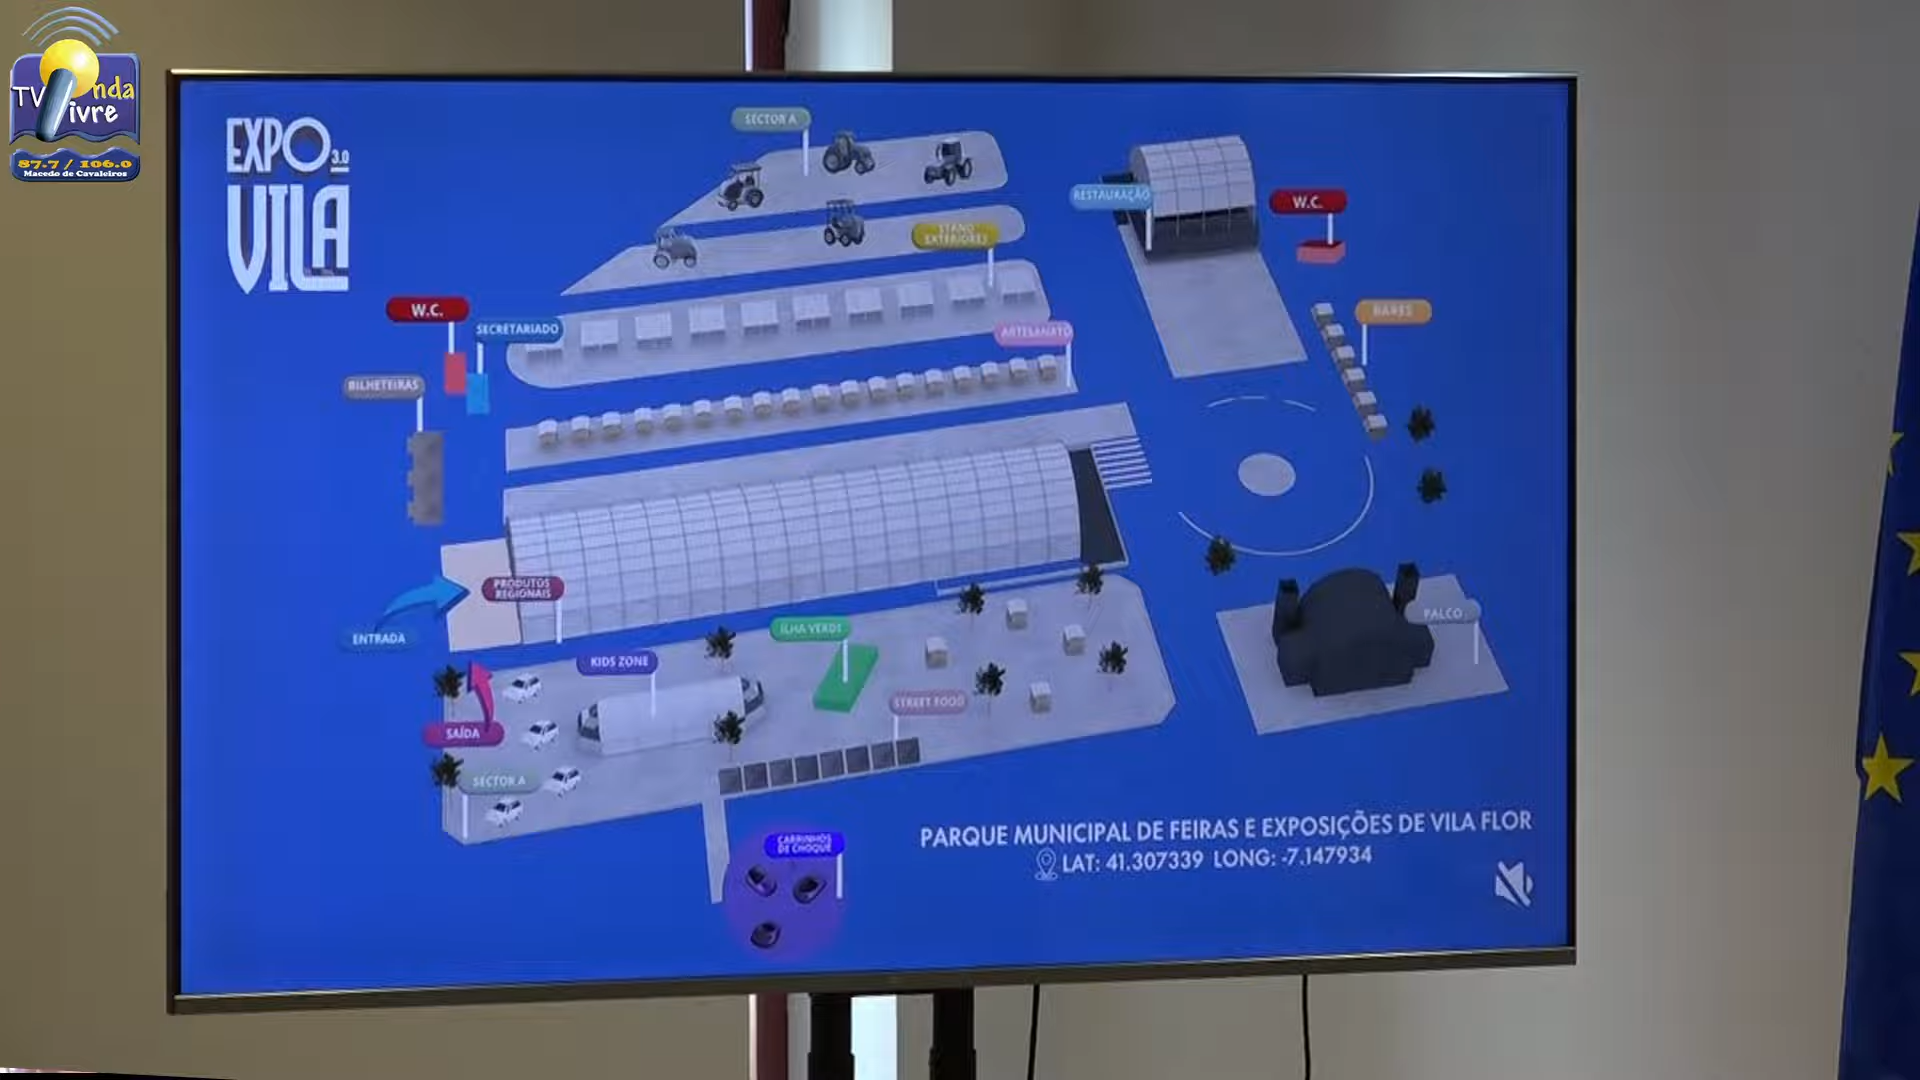 TV Onda
Livre
87.7 / 106.0
Macedo de Cavaleiros
EXPO 3.0
VILA
SECTOR A
RESTAURAÇÃO
W.C.
STAND
EXTERIORES
W.C.
SECRETARIADO
ARTESANATO
BARES
BILHETEIRAS
PRODUTOS
REGIONAIS
ENTRADA
PALCO
ILHA VERDE
KIDS ZONE
STREET FOOD
SAÍDA
SECTOR A
CARRINHOS
DE CHOQUE
PARQUE MUNICIPAL DE FEIRAS E EXPOSIÇÕES DE VILA FLOR
LAT: 41.307339 LONG: -7.147934